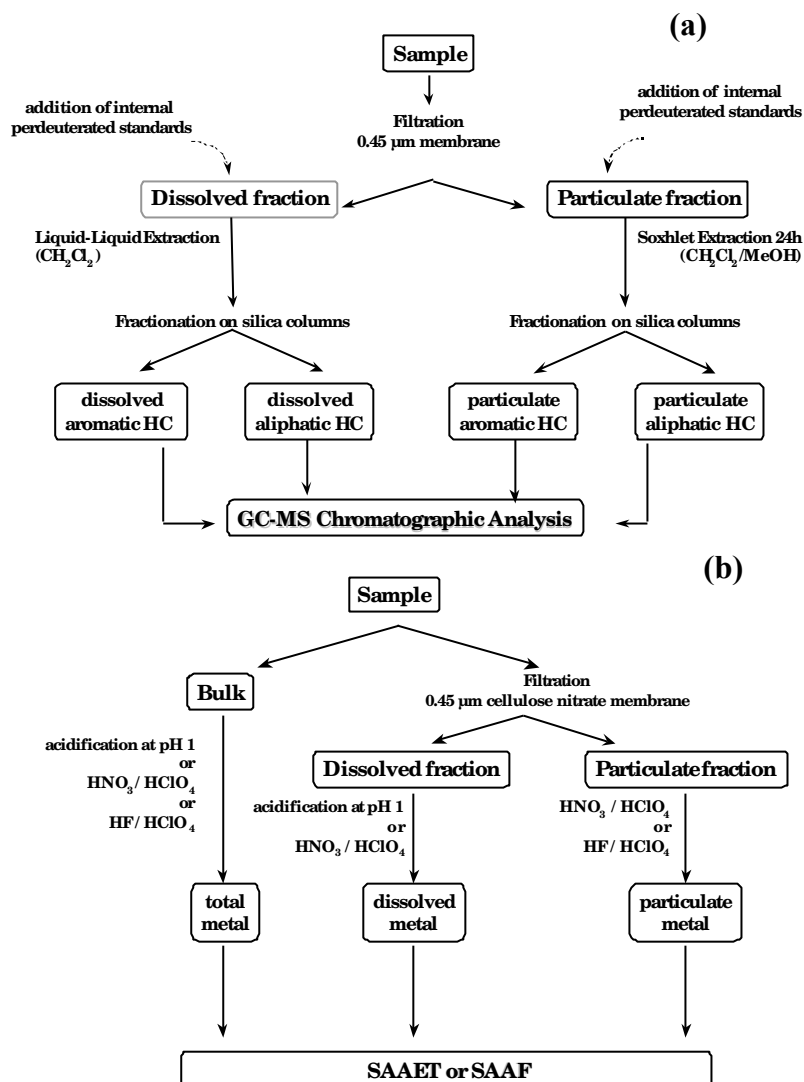 (a)
Sample
addition of internal
perdeuterated standards
addition of internal
perdeuterated standards
Filtration
0.45 µm membrane
Dissolved fraction
Particulate fraction
Liquid-Liquid Extraction
(CH₂Cl₂)
Soxhlet Extraction 24h
(CH₂Cl₂/MeOH)
Fractionation on silica columns
Fractionation on silica columns
dissolved
aromatic HC
dissolved
aliphatic HC
particulate
aromatic HC
particulate
aliphatic HC
GC-MS Chromatographic Analysis
(b)
Sample
Bulk
Filtration
0.45 µm cellulose nitrate membrane
acidification at pH 1
or
HNO₃/ HClO₄
or
HF/ HClO₄
Dissolved fraction
Particulate fraction
acidification at pH 1
or
HNO₃ / HClO₄
HNO₃ / HClO₄
or
HF/ HClO₄
total
metal
dissolved
metal
particulate
metal
SAAET or SAAF